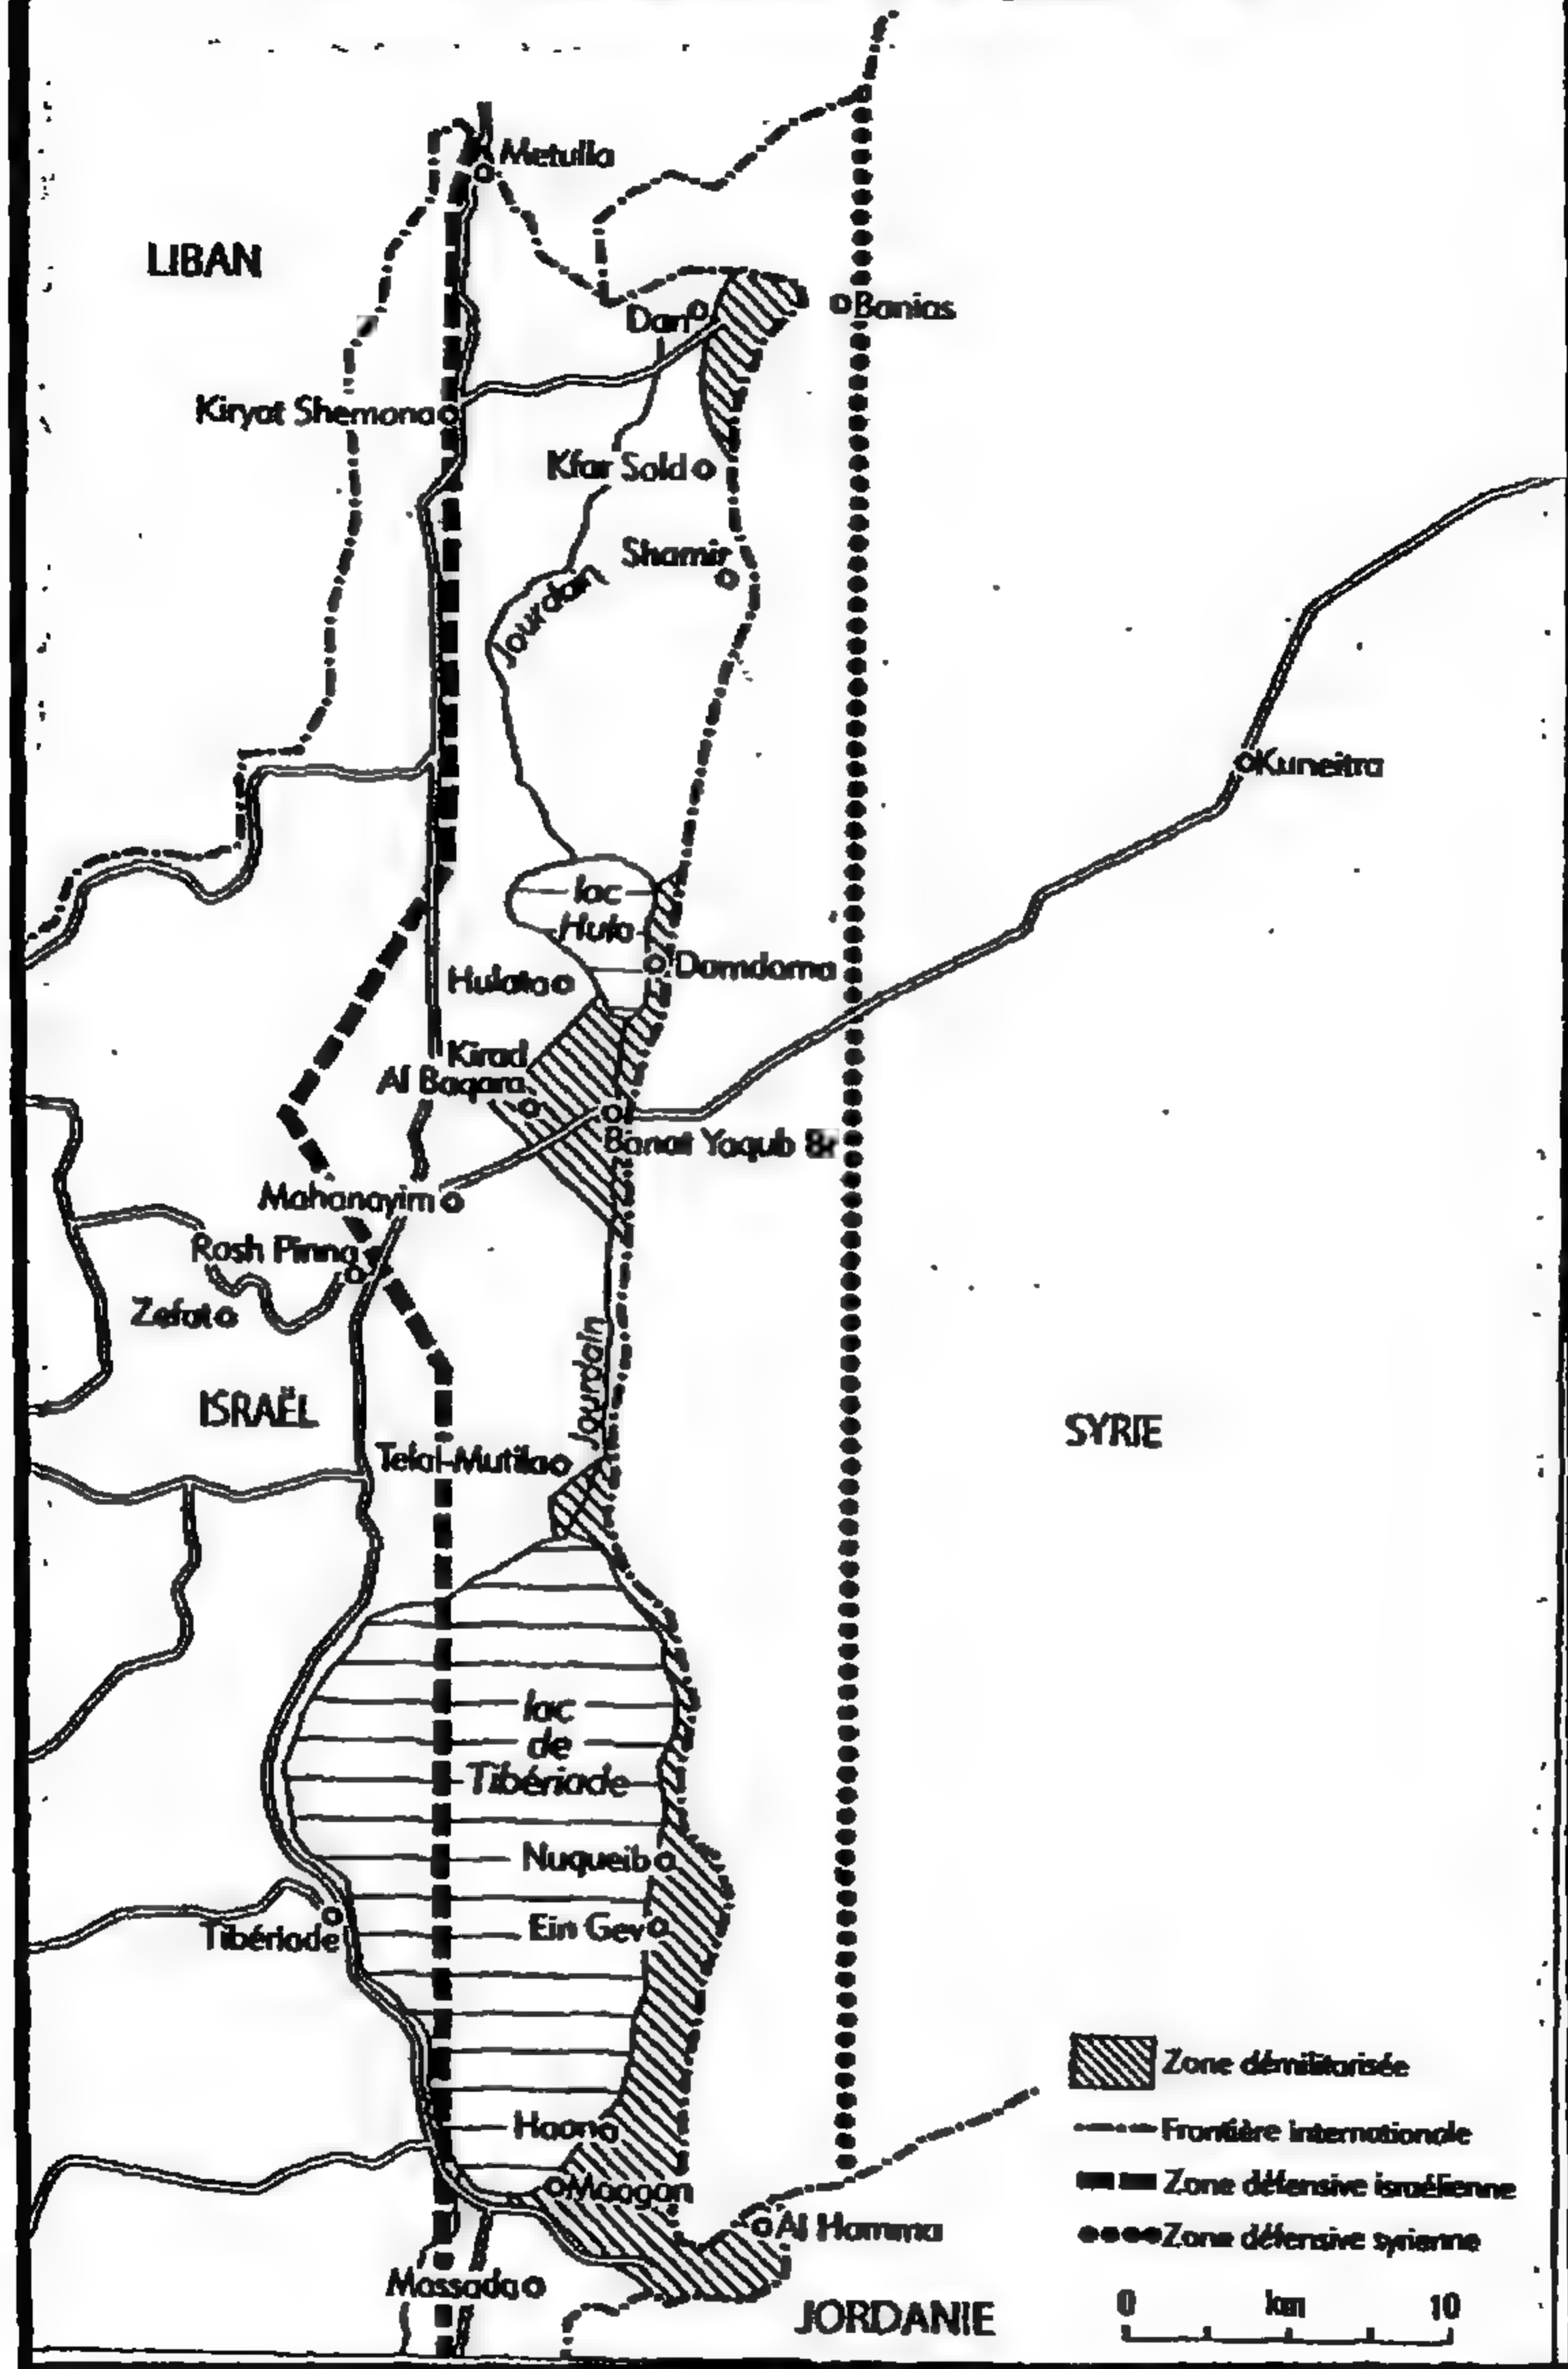 Metulla
LIBAN
Dan
Banias
Kiryat Shemona
Kfar Sold
Shamir
Jourdain
Kuneitra
lac
Hula
Damdama
Hulata
Kirad
Al Baqara
Banat Yaqub Br
Mahanayim
Rosh Pinna
Zefat
Jourdain
ISRAËL
SYRIE
Telal-Mutila
lac
de
Tibériade
Nuqueib
Ein Gev
Tibériade
Haon
Maagan
Al Hamma
Massada
JORDANIE
Zone démilitarisée
Frontière internationale
Zone défensive israélienne
Zone défensive syrienne
0 km 10